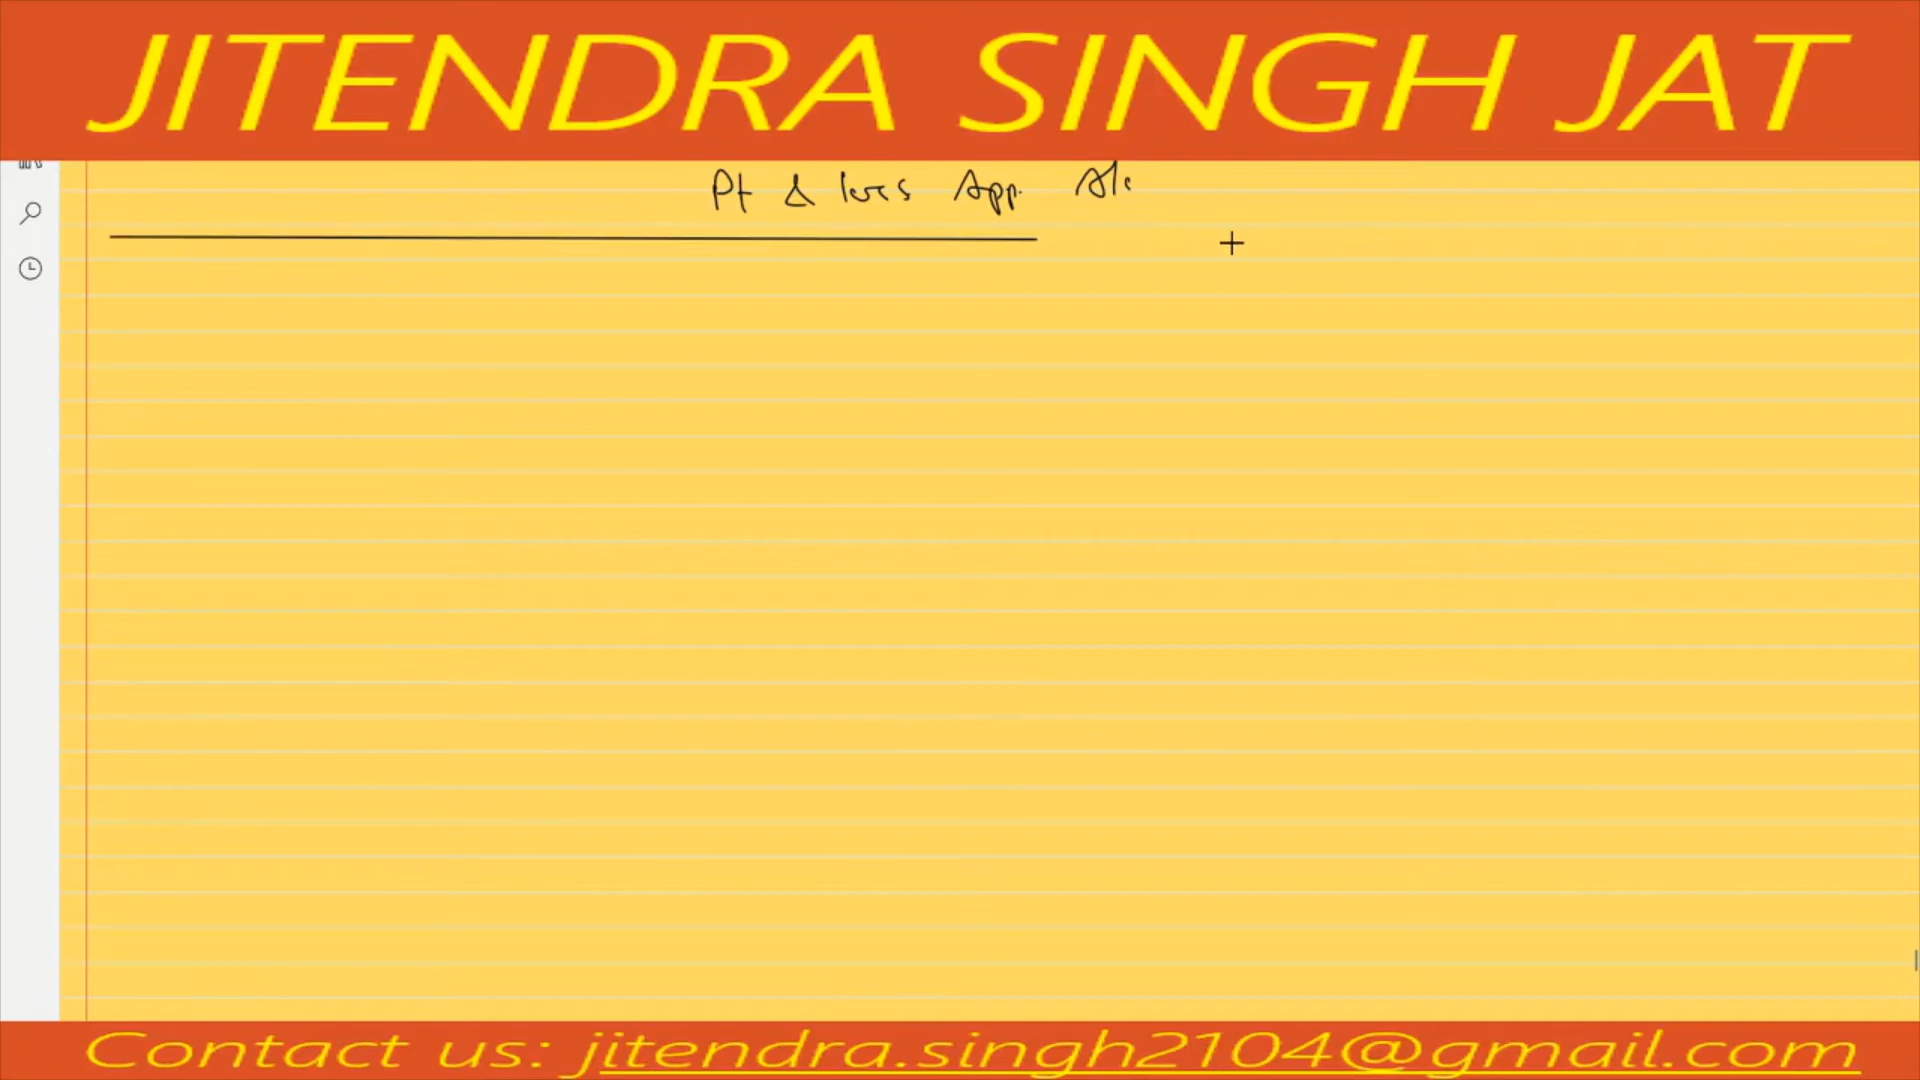 JITENDRA SINGH JAT
Pt & loss App. A/c
Contact us: jitendra.singh2104@gmail.com